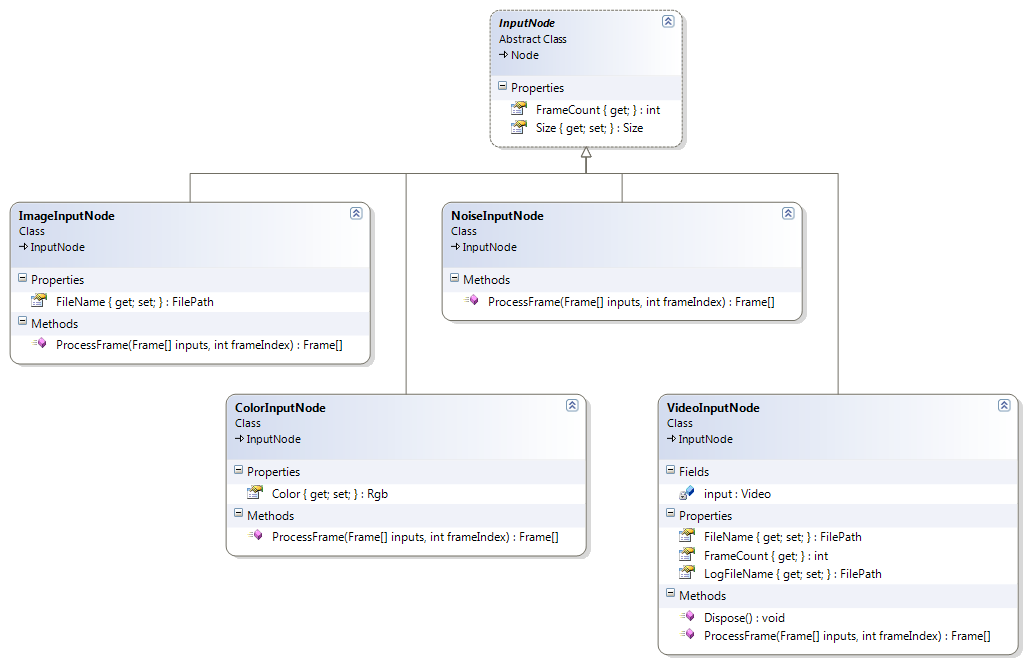 InputNode
Abstract Class
Node
Properties
FrameCount { get; } : int
Size { get; set; } : Size
ImageInputNode
Class
InputNode
Properties
FileName { get; set; } : FilePath
Methods
ProcessFrame(Frame[] inputs, int frameIndex) : Frame[]
NoiseInputNode
Class
InputNode
Methods
ProcessFrame(Frame[] inputs, int frameIndex) : Frame[]
ColorInputNode
Class
InputNode
Properties
Color { get; set; } : Rgb
Methods
ProcessFrame(Frame[] inputs, int frameIndex) : Frame[]
VideoInputNode
Class
InputNode
Fields
input : Video
Properties
FileName { get; set; } : FilePath
FrameCount { get; } : int
LogFileName { get; set; } : FilePath
Methods
Dispose() : void
ProcessFrame(Frame[] inputs, int frameIndex) : Frame[]